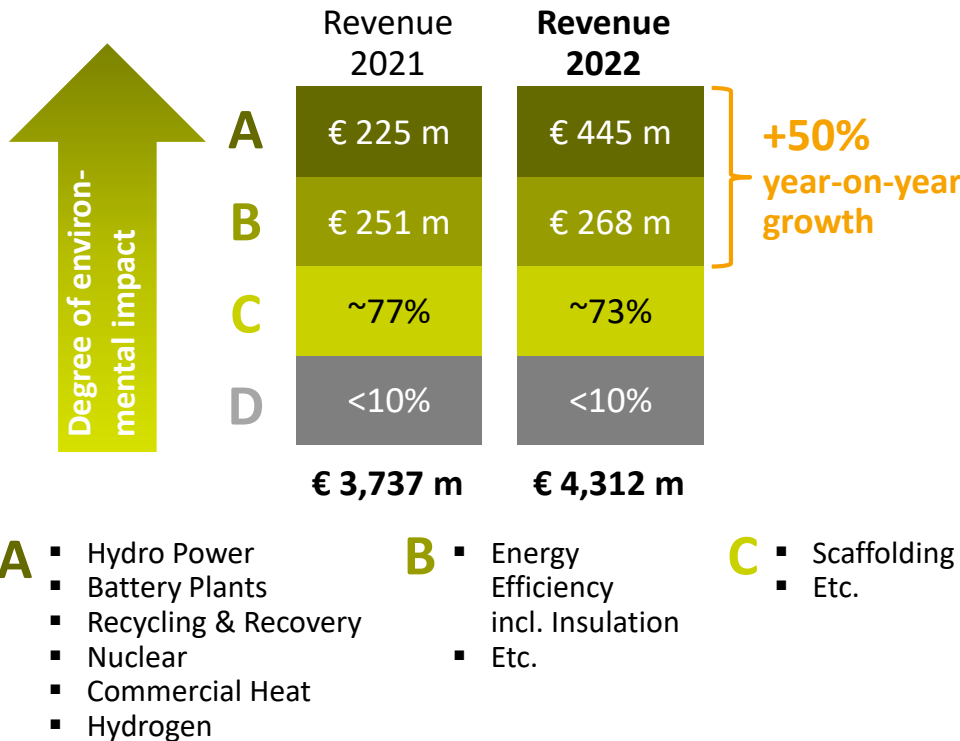 Revenue
2021
Revenue
2022
Degree of environ-
mental impact
A
€ 225 m
€ 445 m
B
€ 251 m
€ 268 m
+50%
year-on-year
growth
C
~77%
~73%
D
<10%
<10%
€ 3,737 m
€ 4,312 m
A
▪ Hydro Power
▪ Battery Plants
▪ Recycling & Recovery
▪ Nuclear
▪ Commercial Heat
▪ Hydrogen
B
▪ Energy
Efficiency
incl. Insulation
▪ Etc.
C
▪ Scaffolding
▪ Etc.